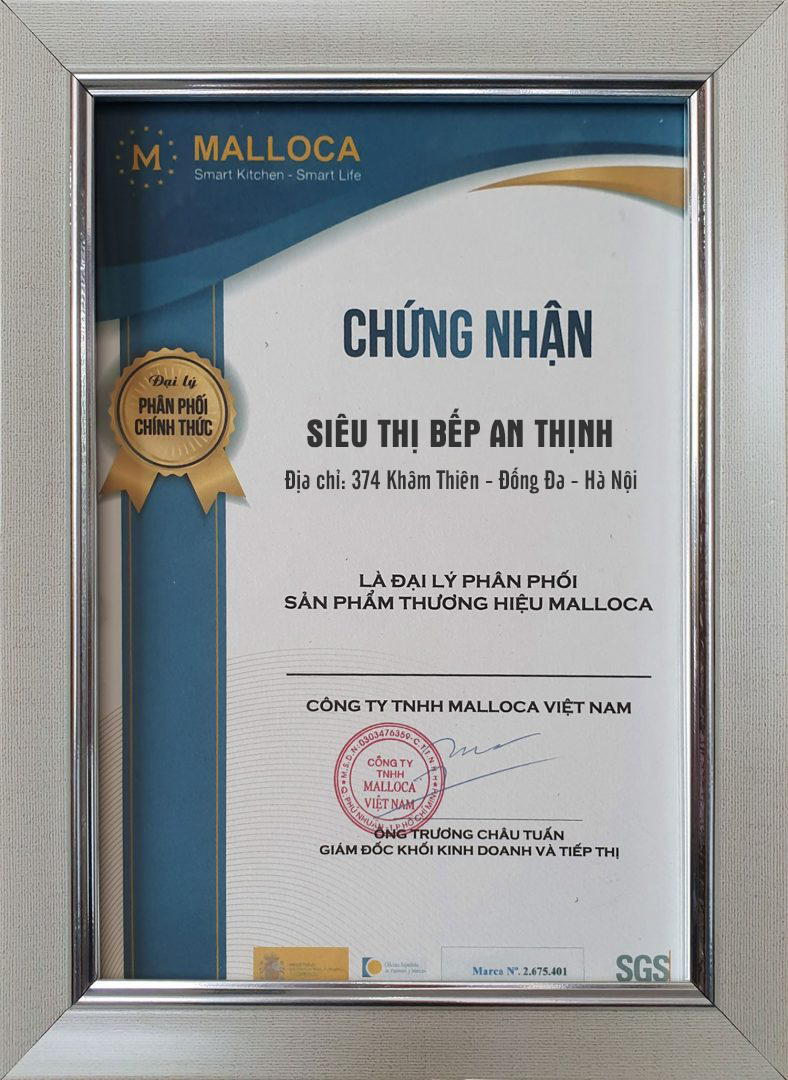 M
MALLOCA
Smart Kitchen - Smart Life
CHỨNG NHẬN
Đại lý
PHÂN PHỐI
CHÍNH THỨC
SIÊU THỊ BẾP AN THỊNH
Địa chỉ: 374 Khâm Thiên - Đống Đa - Hà Nội
LÀ ĐẠI LÝ PHÂN PHỐI
SẢN PHẨM THƯƠNG HIỆU MALLOCA
CÔNG TY TNHH MALLOCA VIỆT NAM
M.S.D.N: 0303476359-C.T.T.N.H.H
CÔNG TY
TNHH
MALLOCA
VIỆT NAM
Q. PHÚ NHUẬN - T.P HỒ CHÍ MINH
ÔNG TRƯƠNG CHÂU TUẤN
GIÁM ĐỐC KHỐI KINH DOANH VÀ TIẾP THỊ
Oficina Española
de Patentes y Marcas
Marca Nº. 2.675.401
SGS